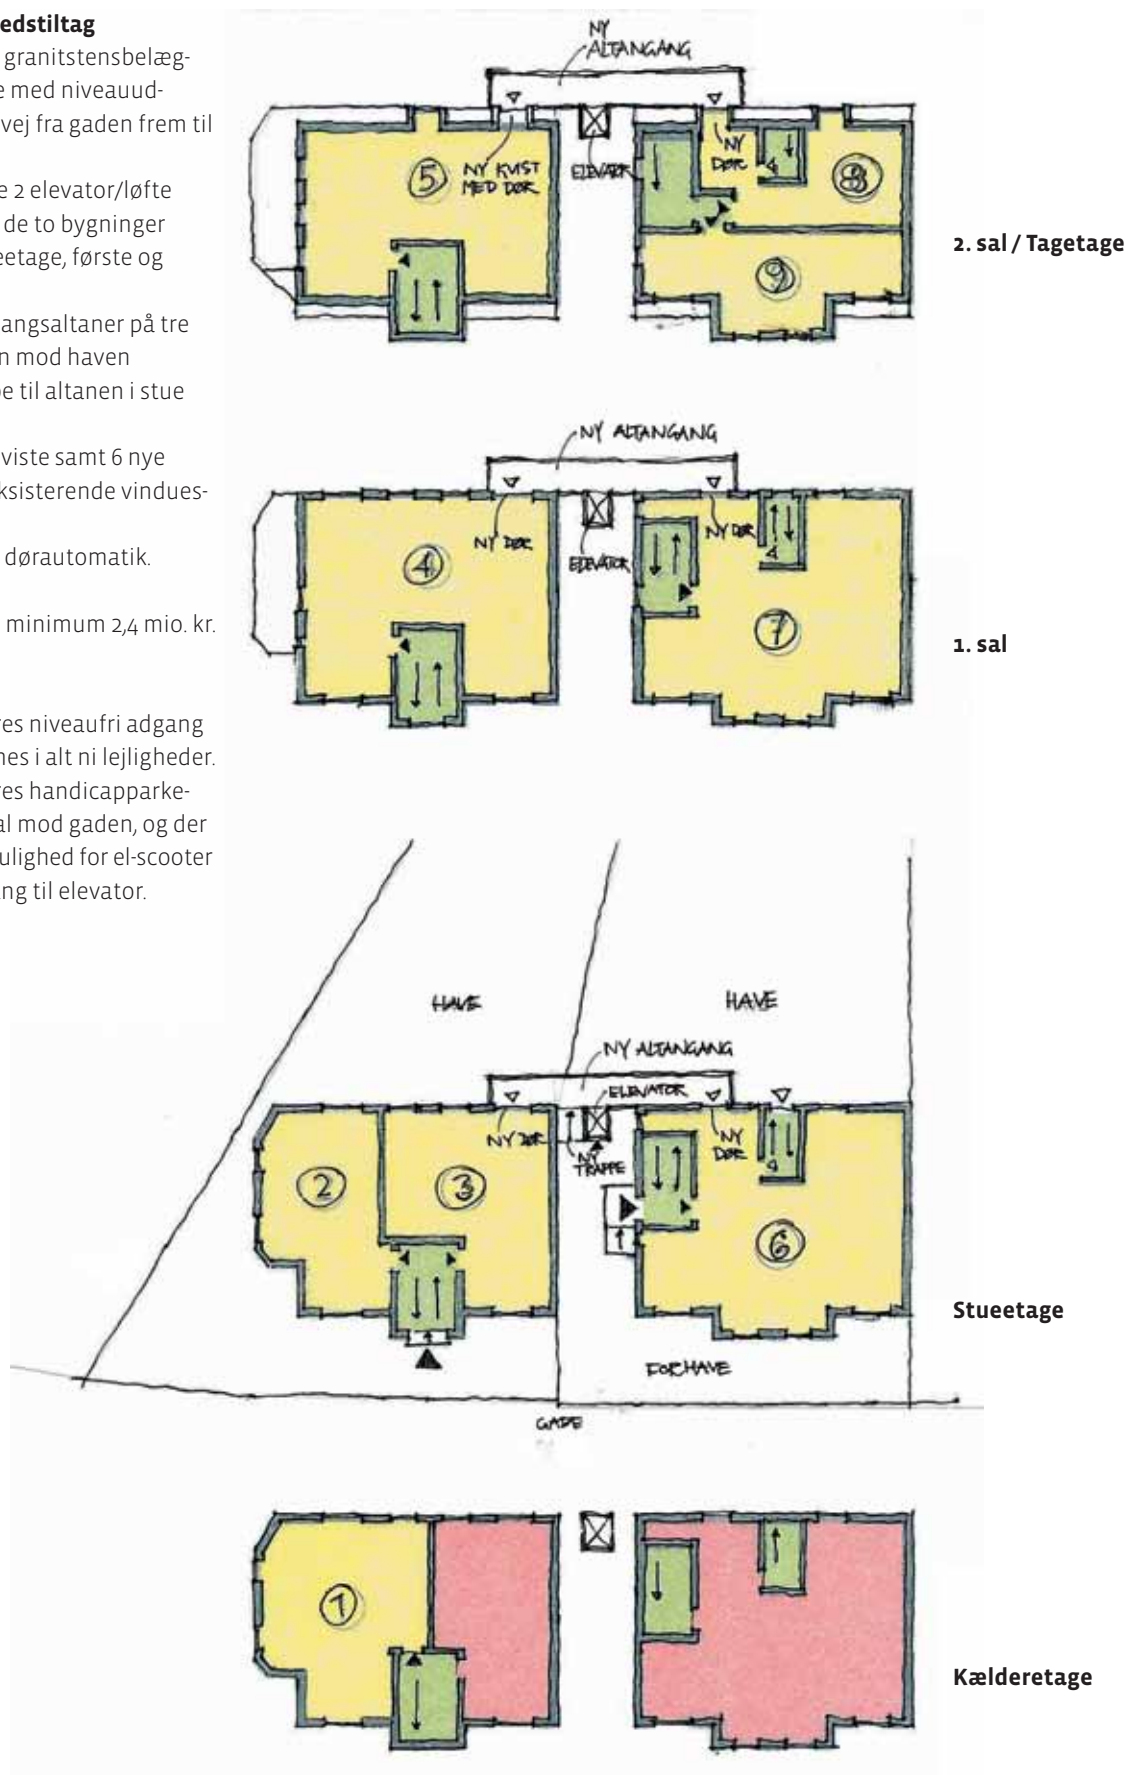 edstiltag
granitstensbelæg-
e med niveauud-
vej fra gaden frem til
e 2 elevator/løfte
de to bygninger
eetage, første og
angsaltaner på tre
n mod haven
e til altanen i stue
viste samt 6 nye
ksisterende vindues-
dørautomatik.
minimum 2,4 mio. kr.
res niveaufri adgang
nes i alt ni lejligheder.
res handicapparke-
al mod gaden, og der
ulighed for el-scooter
ng til elevator.
NY
ALTANGANG
5
NY KVIST
MED DØR
ELEVATOR
NY
DØR
8
9
2. sal / Tagetage
NY ALTANGANG
4
NY DØR
ELEVATOR
NY DØR
7
1. sal
HAVE
HAVE
NY ALTANGANG
ELEVATOR
2
3
NY DØR
NY
TRAPPE
NY
DØR
6
Stueetage
FORHAVE
GADE
1
Kælderetage